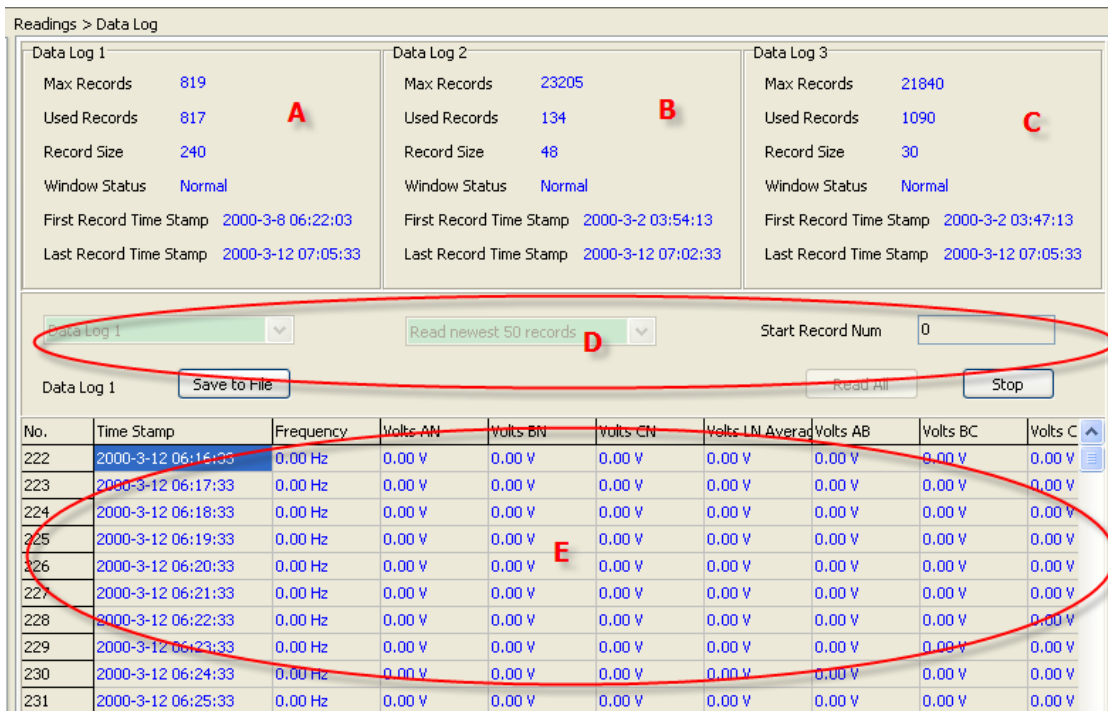 Readings > Data Log
Data Log 1 Data Log 2 Data Log 3
Max Records 819 Max Records 23205 Max Records 21840
Used Records 817 Used Records 134 Used Records 1090
A B C
Record Size 240 Record Size 48 Record Size 30
Window Status Normal Window Status Normal Window Status Normal
First Record Time Stamp 2000-3-8 06:22:03 First Record Time Stamp 2000-3-2 03:54:13 First Record Time Stamp 2000-3-2 03:47:13
Last Record Time Stamp 2000-3-12 07:05:33 Last Record Time Stamp 2000-3-12 07:02:33 Last Record Time Stamp 2000-3-12 07:05:33
Data Log 1 Read newest 50 records D Start Record Num 0
Data Log 1 Save to File Read All Stop
No. Time Stamp Frequency Volts AN Volts BN Volts CN Volts LN Averag Volts AB Volts BC Volts C
222 2000-3-12 06:16:33 0.00 Hz 0.00 V 0.00 V 0.00 V 0.00 V 0.00 V 0.00 V 0.00 V
223 2000-3-12 06:17:33 0.00 Hz 0.00 V 0.00 V 0.00 V 0.00 V 0.00 V 0.00 V 0.00 V
224 2000-3-12 06:18:33 0.00 Hz 0.00 V 0.00 V 0.00 V 0.00 V 0.00 V 0.00 V 0.00 V
225 2000-3-12 06:19:33 0.00 Hz 0.00 V 0.00 V 0.00 V 0.00 V 0.00 V 0.00 V 0.00 V
E
226 2000-3-12 06:20:33 0.00 Hz 0.00 V 0.00 V 0.00 V 0.00 V 0.00 V 0.00 V 0.00 V
227 2000-3-12 06:21:33 0.00 Hz 0.00 V 0.00 V 0.00 V 0.00 V 0.00 V 0.00 V 0.00 V
228 2000-3-12 06:22:33 0.00 Hz 0.00 V 0.00 V 0.00 V 0.00 V 0.00 V 0.00 V 0.00 V
229 2000-3-12 06:23:33 0.00 Hz 0.00 V 0.00 V 0.00 V 0.00 V 0.00 V 0.00 V 0.00 V
230 2000-3-12 06:24:33 0.00 Hz 0.00 V 0.00 V 0.00 V 0.00 V 0.00 V 0.00 V 0.00 V
231 2000-3-12 06:25:33 0.00 Hz 0.00 V 0.00 V 0.00 V 0.00 V 0.00 V 0.00 V 0.00 V